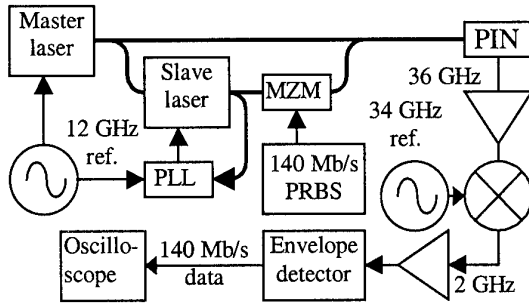 Master
laser
PIN
Slave
laser
MZM
36 GHz
12 GHz
ref.
34 GHz
ref.
PLL
140 Mb/s
PRBS
Oscillo-
scope
140 Mb/s
data
Envelope
detector
2 GHz